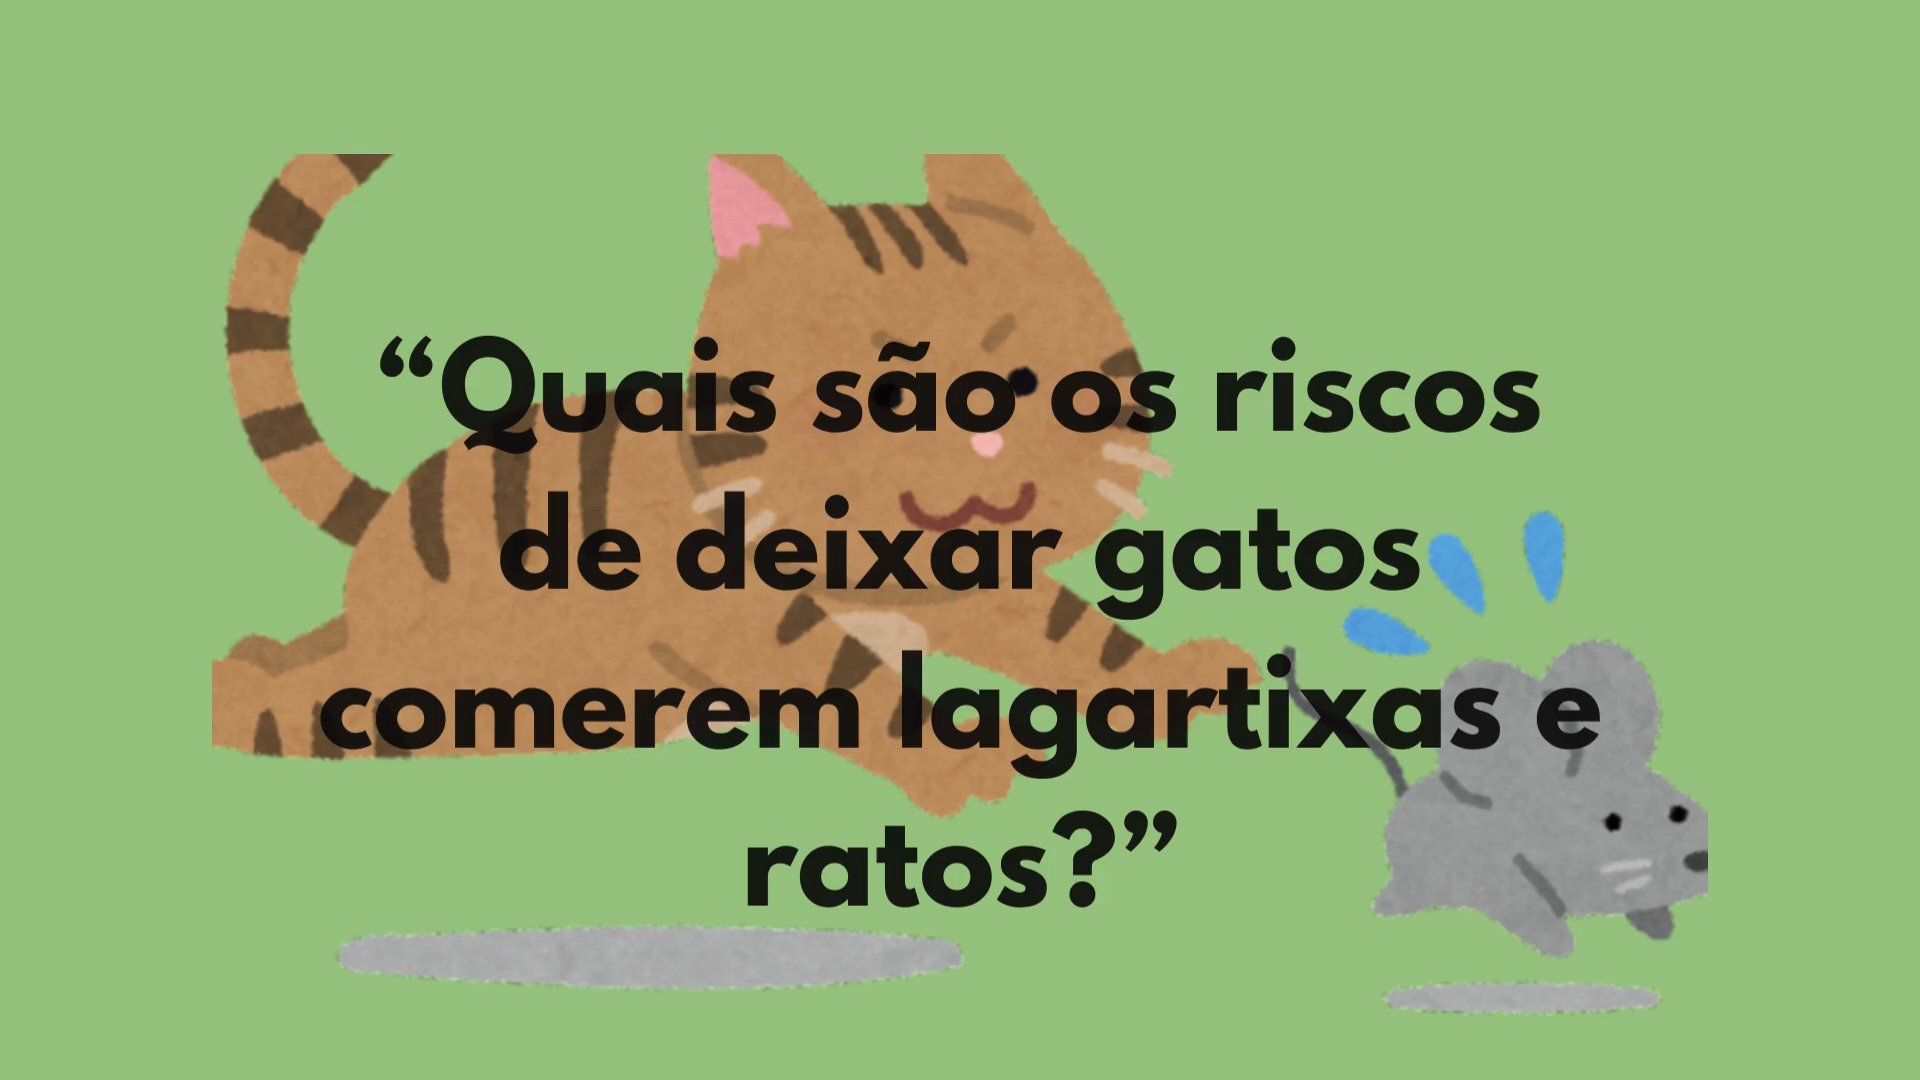 “Quais são os riscos
de deixar gatos
comerem lagartixas e
ratos?”